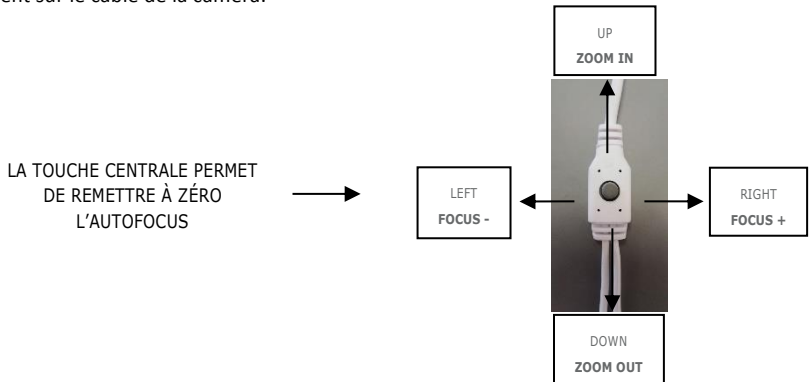 sur le câble de la caméra.
UP
ZOOM IN
LA TOUCHE CENTRALE PERMET
DE REMETTRE À ZÉRO
L'AUTOFOCUS
LEFT
FOCUS -
RIGHT
FOCUS +
DOWN
ZOOM OUT